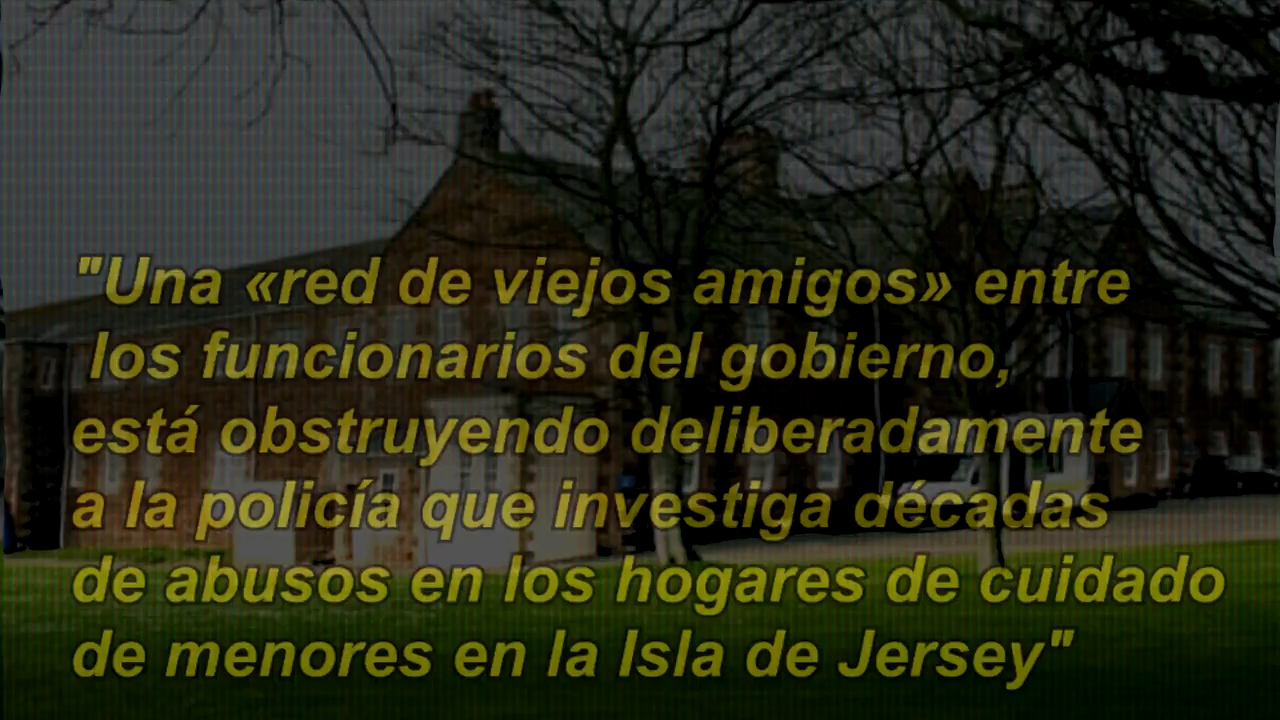 "Una «red de viejos amigos» entre
los funcionarios del gobierno,
está obstruyendo deliberadamente
a la policía que investiga décadas
de abusos en los hogares de cuidado
de menores en la Isla de Jersey"